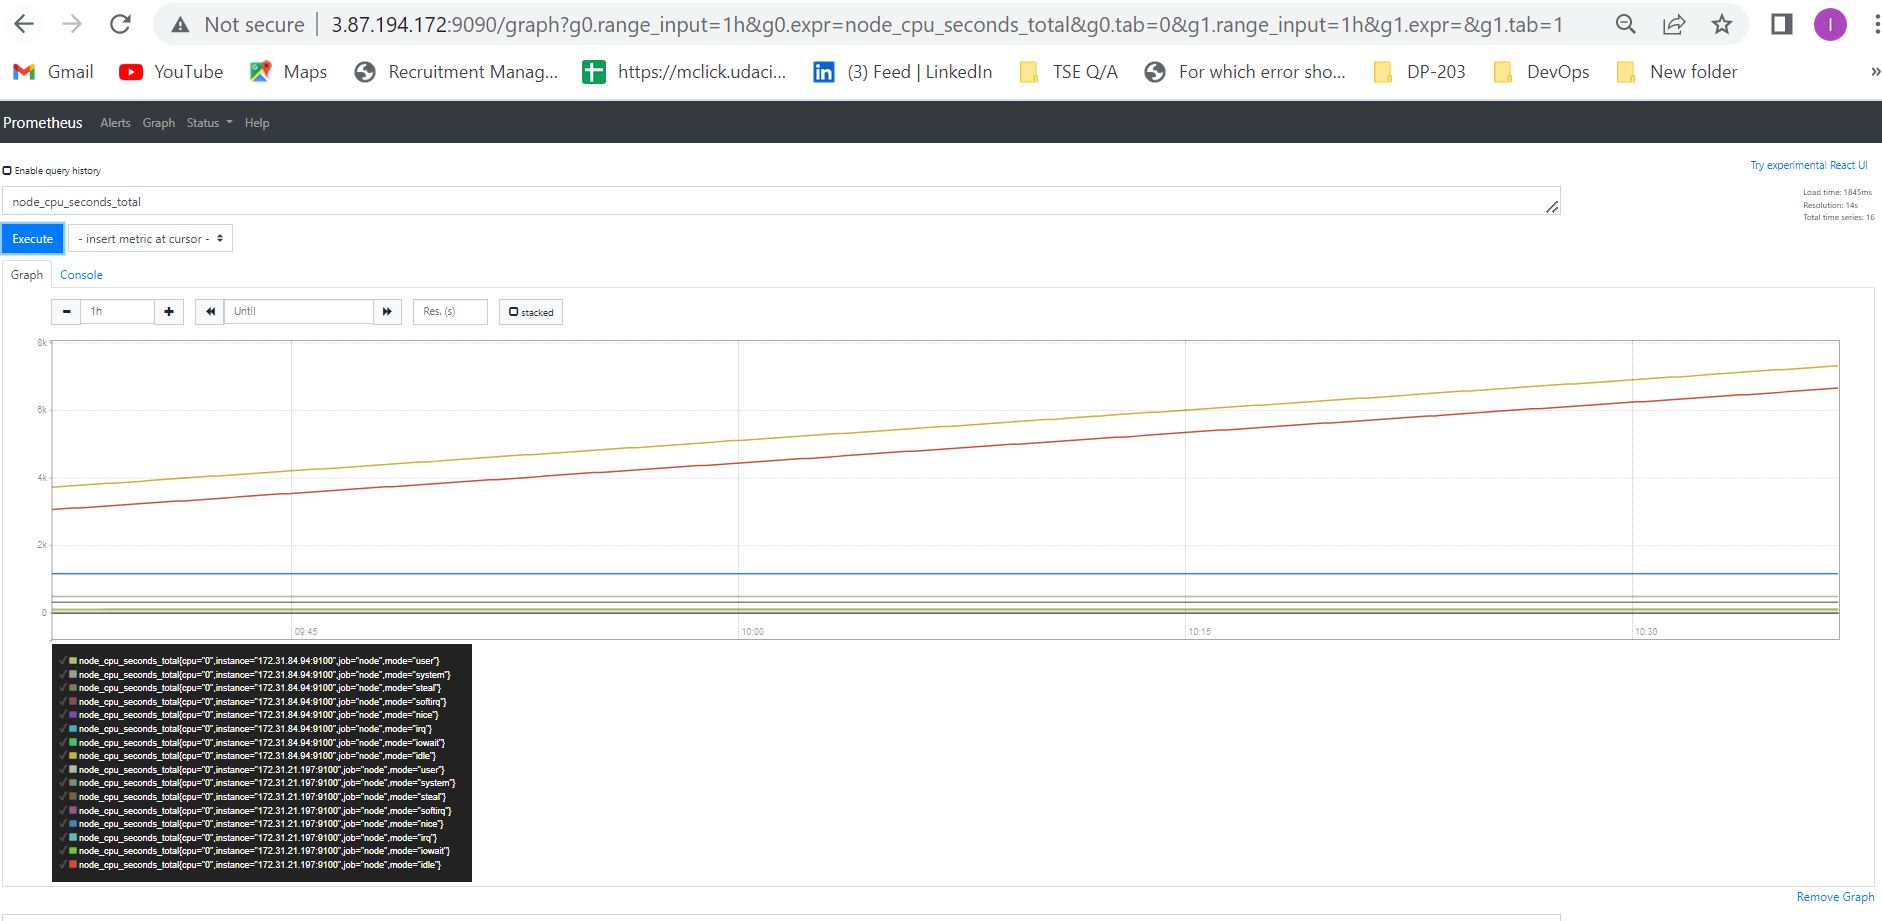 Not secure | 3.87.194.172:9090/graph?g0.range_input=1h&g0.expr=node_cpu_seconds_total&g0.tab=0&g1.range_input=1h&g1.expr=&g1.tab=1 I
Gmail YouTube Maps Recruitment Manag... https://mclick.udaci... (3) Feed | LinkedIn TSE Q/A For which error sho... DP-203 DevOps New folder »
Prometheus Alerts Graph Status Help
Enable query history
Try experimental React UI
node_cpu_seconds_total
Load time: 1845ms
Resolution: 14s
Total time series: 16
Execute - insert metric at cursor -
Graph Console
1h Until Res. (s) stacked
8k
6k
4k
2k
0
09:45 10:00 10:15 10:30
node_cpu_seconds_total{cpu="0",instance="172.31.84.94:9100",job="node",mode="user"}
node_cpu_seconds_total{cpu="0",instance="172.31.84.94:9100",job="node",mode="system"}
node_cpu_seconds_total{cpu="0",instance="172.31.84.94:9100",job="node",mode="steal"}
node_cpu_seconds_total{cpu="0",instance="172.31.84.94:9100",job="node",mode="softirq"}
node_cpu_seconds_total{cpu="0",instance="172.31.84.94:9100",job="node",mode="nice"}
node_cpu_seconds_total{cpu="0",instance="172.31.84.94:9100",job="node",mode="irq"}
node_cpu_seconds_total{cpu="0",instance="172.31.84.94:9100",job="node",mode="iowait"}
node_cpu_seconds_total{cpu="0",instance="172.31.84.94:9100",job="node",mode="idle"}
node_cpu_seconds_total{cpu="0",instance="172.31.21.197:9100",job="node",mode="user"}
node_cpu_seconds_total{cpu="0",instance="172.31.21.197:9100",job="node",mode="system"}
node_cpu_seconds_total{cpu="0",instance="172.31.21.197:9100",job="node",mode="steal"}
node_cpu_seconds_total{cpu="0",instance="172.31.21.197:9100",job="node",mode="softirq"}
node_cpu_seconds_total{cpu="0",instance="172.31.21.197:9100",job="node",mode="nice"}
node_cpu_seconds_total{cpu="0",instance="172.31.21.197:9100",job="node",mode="irq"}
node_cpu_seconds_total{cpu="0",instance="172.31.21.197:9100",job="node",mode="iowait"}
node_cpu_seconds_total{cpu="0",instance="172.31.21.197:9100",job="node",mode="idle"}
Remove Graph